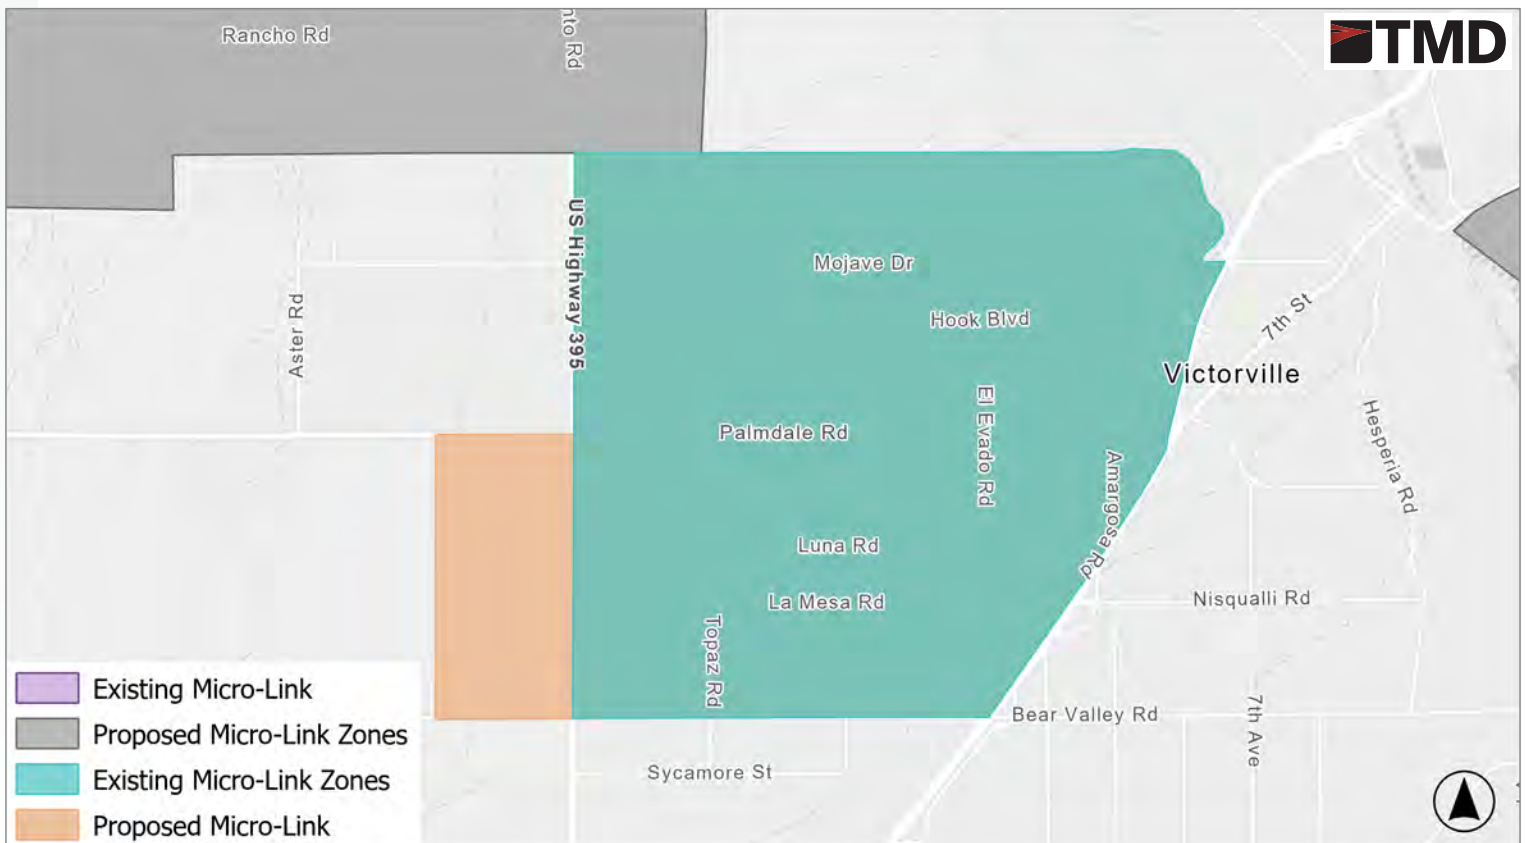 Rancho Rd
nto Rd
TMD
US Highway 395
Mojave Dr
Hook Blvd
7th St
Aster Rd
Victorville
El Evado Rd
Hesperia Rd
Palmdale Rd
Amargosa Rd
Luna Rd
La Mesa Rd
Nisqualli Rd
Topaz Rd
Bear Valley Rd
7th Ave
Sycamore St
Existing Micro-Link
Proposed Micro-Link Zones
Existing Micro-Link Zones
Proposed Micro-Link